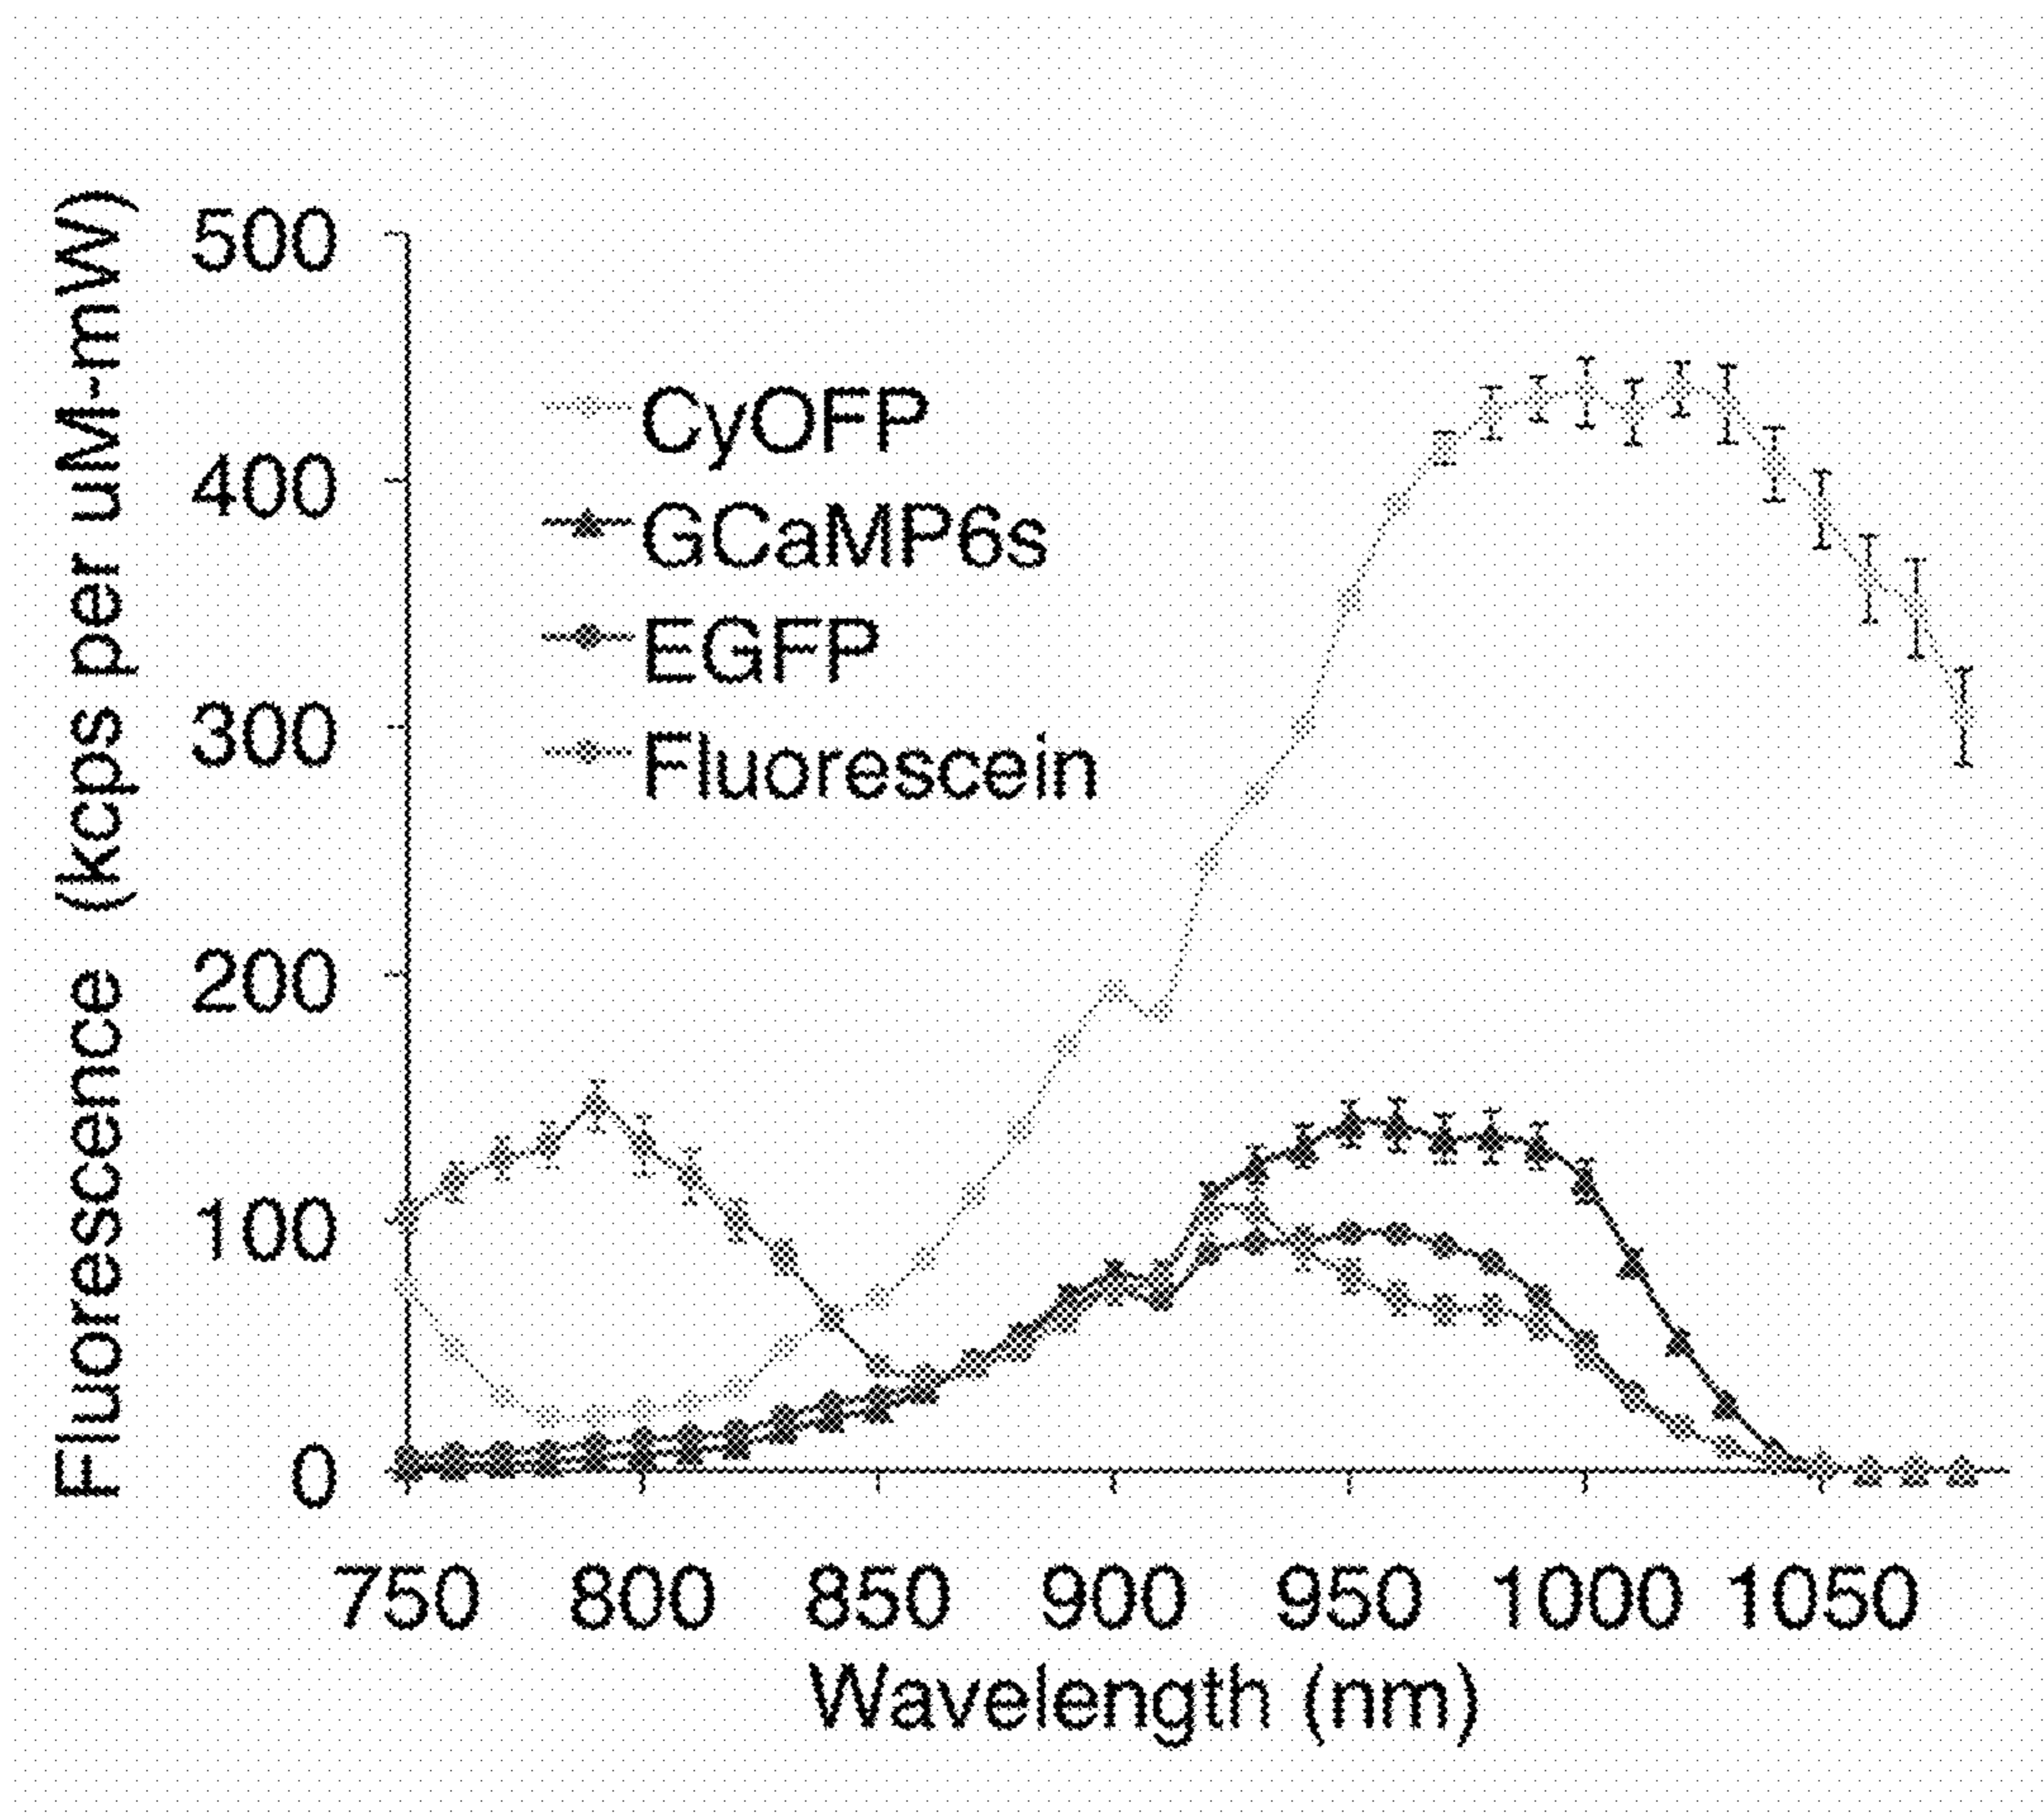 Fluorescence (kcps per uM-mW)
500
400
300
200
100
0
CyOFP
GCaMP6s
EGFP
Fluorescein
750 800 850 900 950 1000 1050
Wavelength (nm)